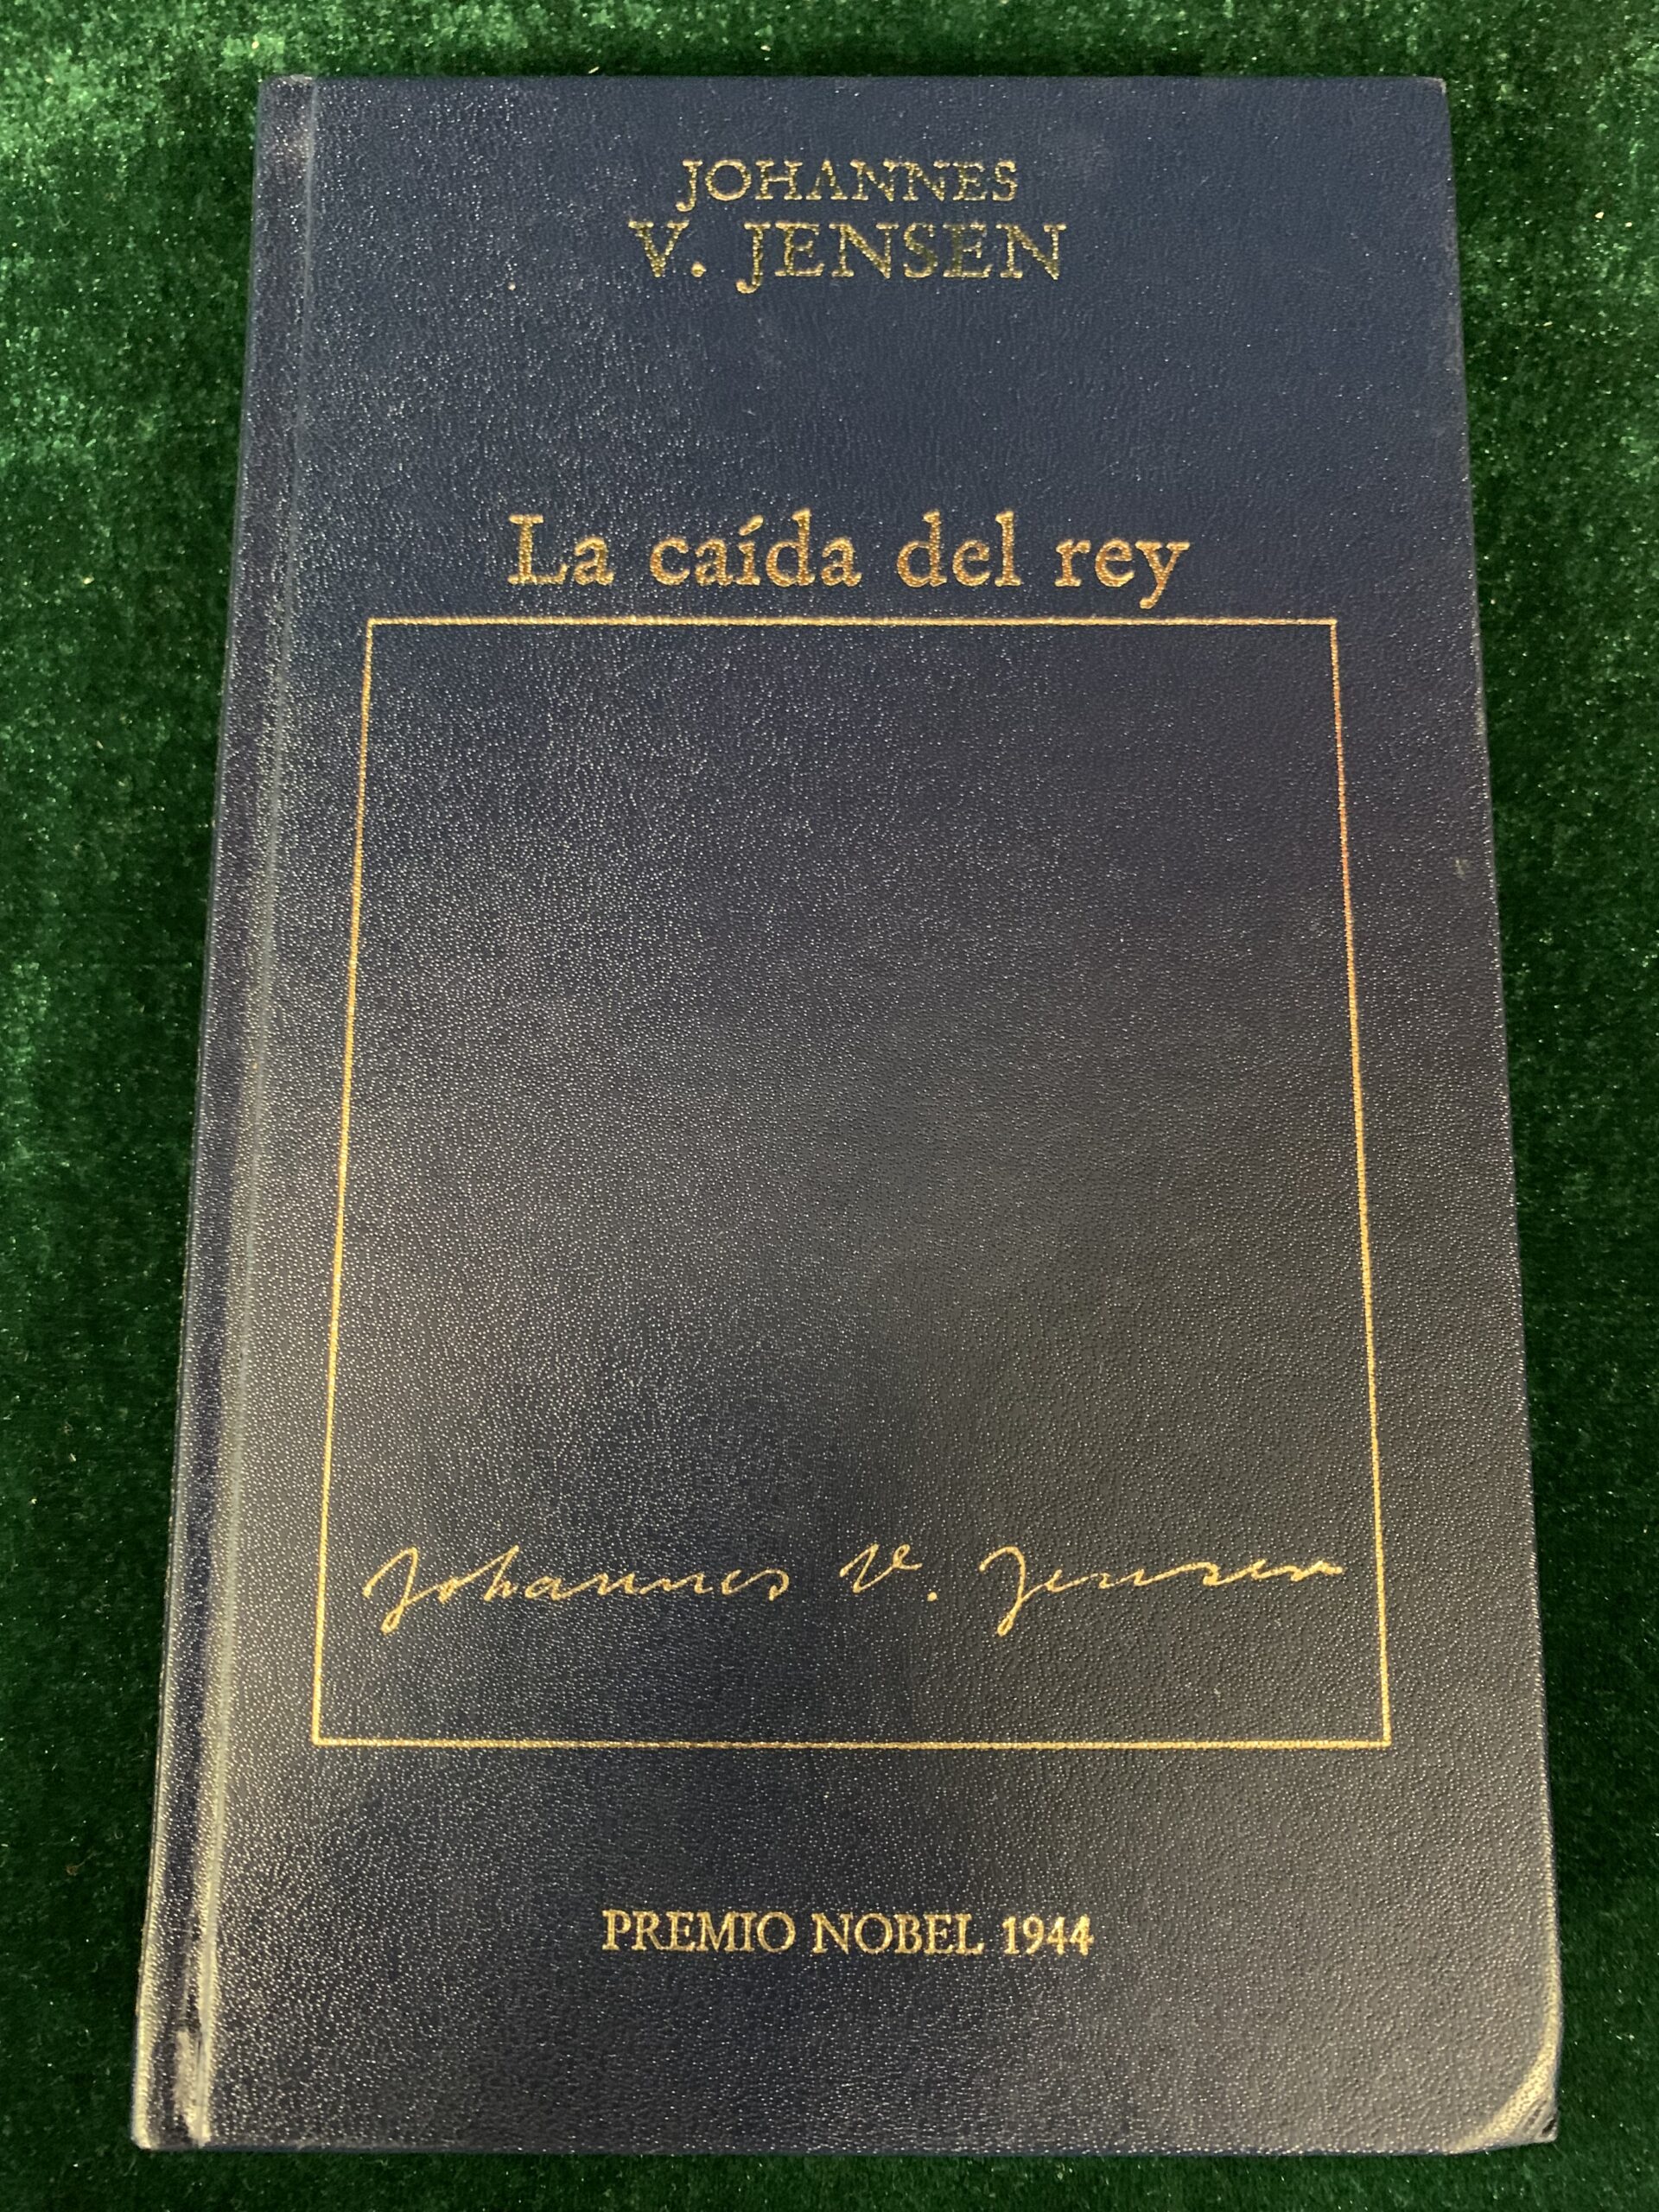 JOHANNES
V. JENSEN
La caída del rey
Johannes V. Jensen
PREMIO NOBEL 1944